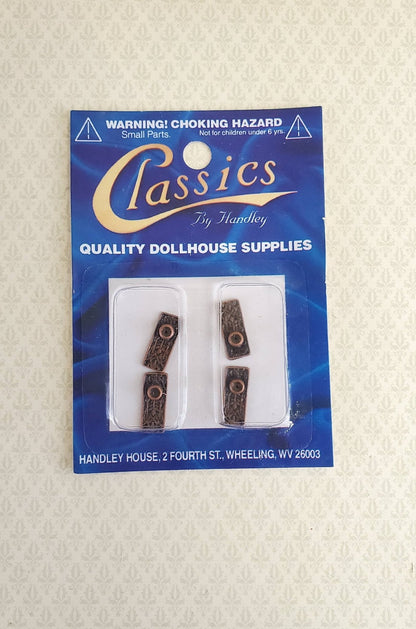 WARNING! CHOKING HAZARD
Small Parts. Not for children under 6 yrs.
Classics
By Handley
QUALITY DOLLHOUSE SUPPLIES
HANDLEY HOUSE, 2 FOURTH ST., WHEELING, WV 26003